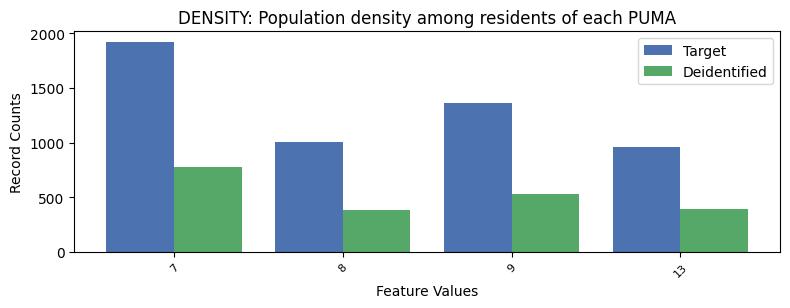 DENSITY: Population density among residents of each PUMA
2000
1500
1000
500
0
Record Counts
Target
Deidentified
7 8 9 13
Feature Values